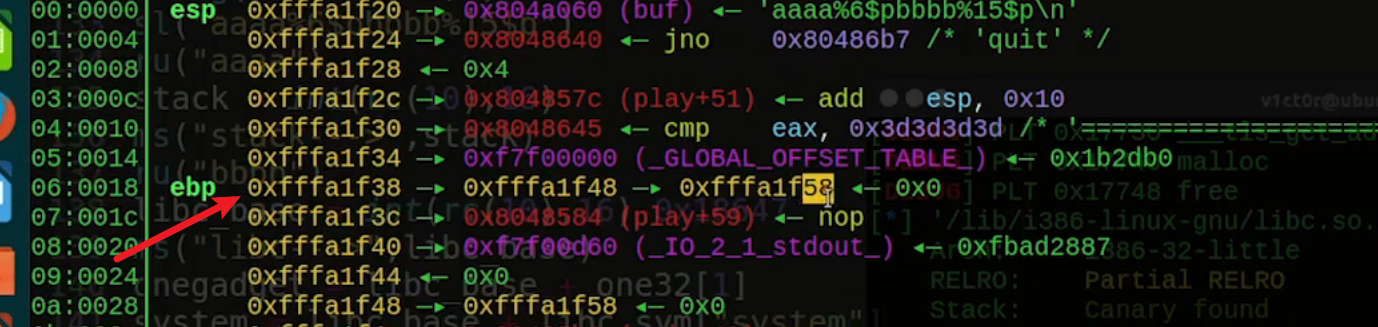 00:0000 esp 0xfffa1f20 —▸ 0x804a060 (buf) ◂— 'aaaa%6$pbbbb%15$p\n'
01:0004 0xfffa1f24 —▸ 0x8048640 ◂— jno 0x80486b7 /* 'quit' */
02:0008 0xfffa1f28 ◂— 0x4
03:000c 0xfffa1f2c —▸ 0x804857c (play+51) ◂— add esp, 0x10
04:0010 0xfffa1f30 —▸ 0x8048645 ◂— cmp eax, 0x3d3d3d3d /* '=====================
05:0014 0xfffa1f34 —▸ 0xf7f00000 (_GLOBAL_OFFSET_TABLE_) ◂— 0x1b2db0
06:0018 ebp 0xfffa1f38 —▸ 0xfffa1f48 —▸ 0xfffa1f58 ◂— 0x0
07:001c 0xfffa1f3c —▸ 0x8048584 (play+59) ◂— nop
08:0020 0xfffa1f40 —▸ 0xf7f00d60 (_IO_2_1_stdout_) ◂— 0xfbad2887
09:0024 0xfffa1f44 ◂— 0x0
0a:0028 0xfffa1f48 —▸ 0xfffa1f58 ◂— 0x0
v1ct0r@ubu
malloc
PLT 0x17748 free
[*] '/lib/i386-linux-gnu/libc.so.
386-32-little
RELRO: Partial RELRO
Stack: Canary found